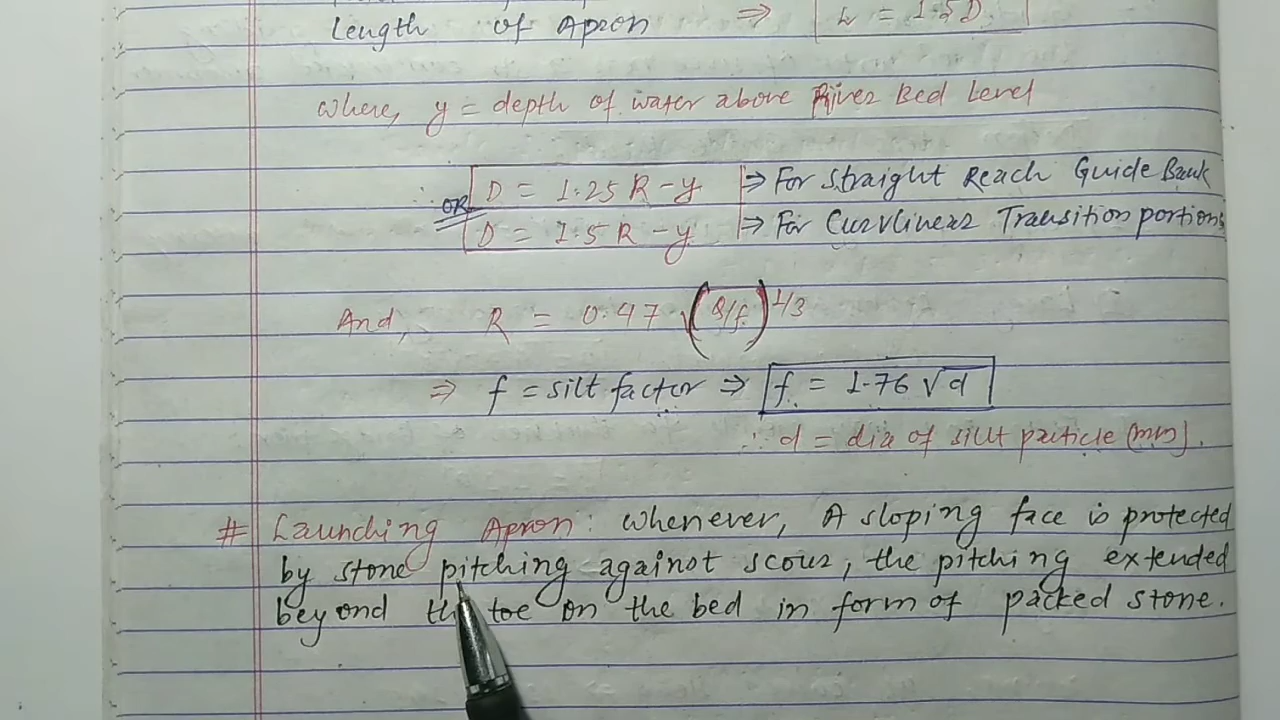 Length of Apron ⇒ L = 1.5D
Where, y = depth of water above River Bed Level
∴ D = 1.25 R - y ⇒ For straight Reach Guide Bank
OR
D = 1.5 R - y ⇒ For Curvlinear Transition portions
And, R = 0.47 (Q/f)^1/3
⇒ f = silt factor ⇒ f = 1.76 √d
∴ d = dia of sillt particle (mm).
# Launching Apron: Whenever, A sloping face is protected
by stone pitching against scour, the pitching extended
beyond the toe on the bed in form of packed stone.